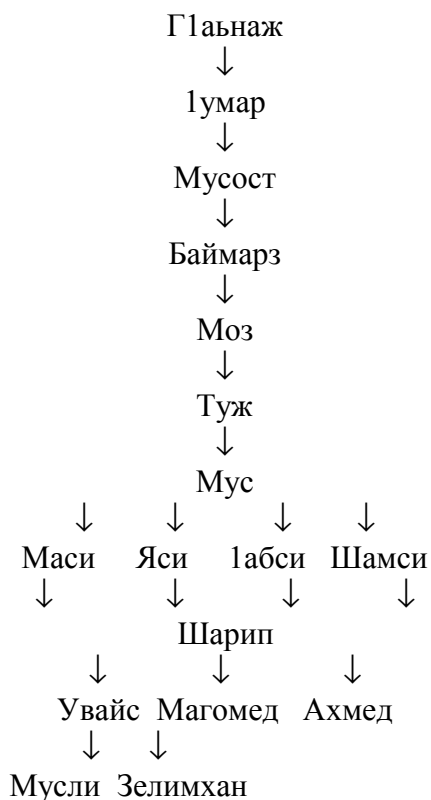 Г1аьнаж
1умар
Мусост
Баймарз
Моз
Туж
Мус
Маси Яси 1абси Шамси
Шарип
Увайс Магомед Ахмед
Мусли Зелимхан